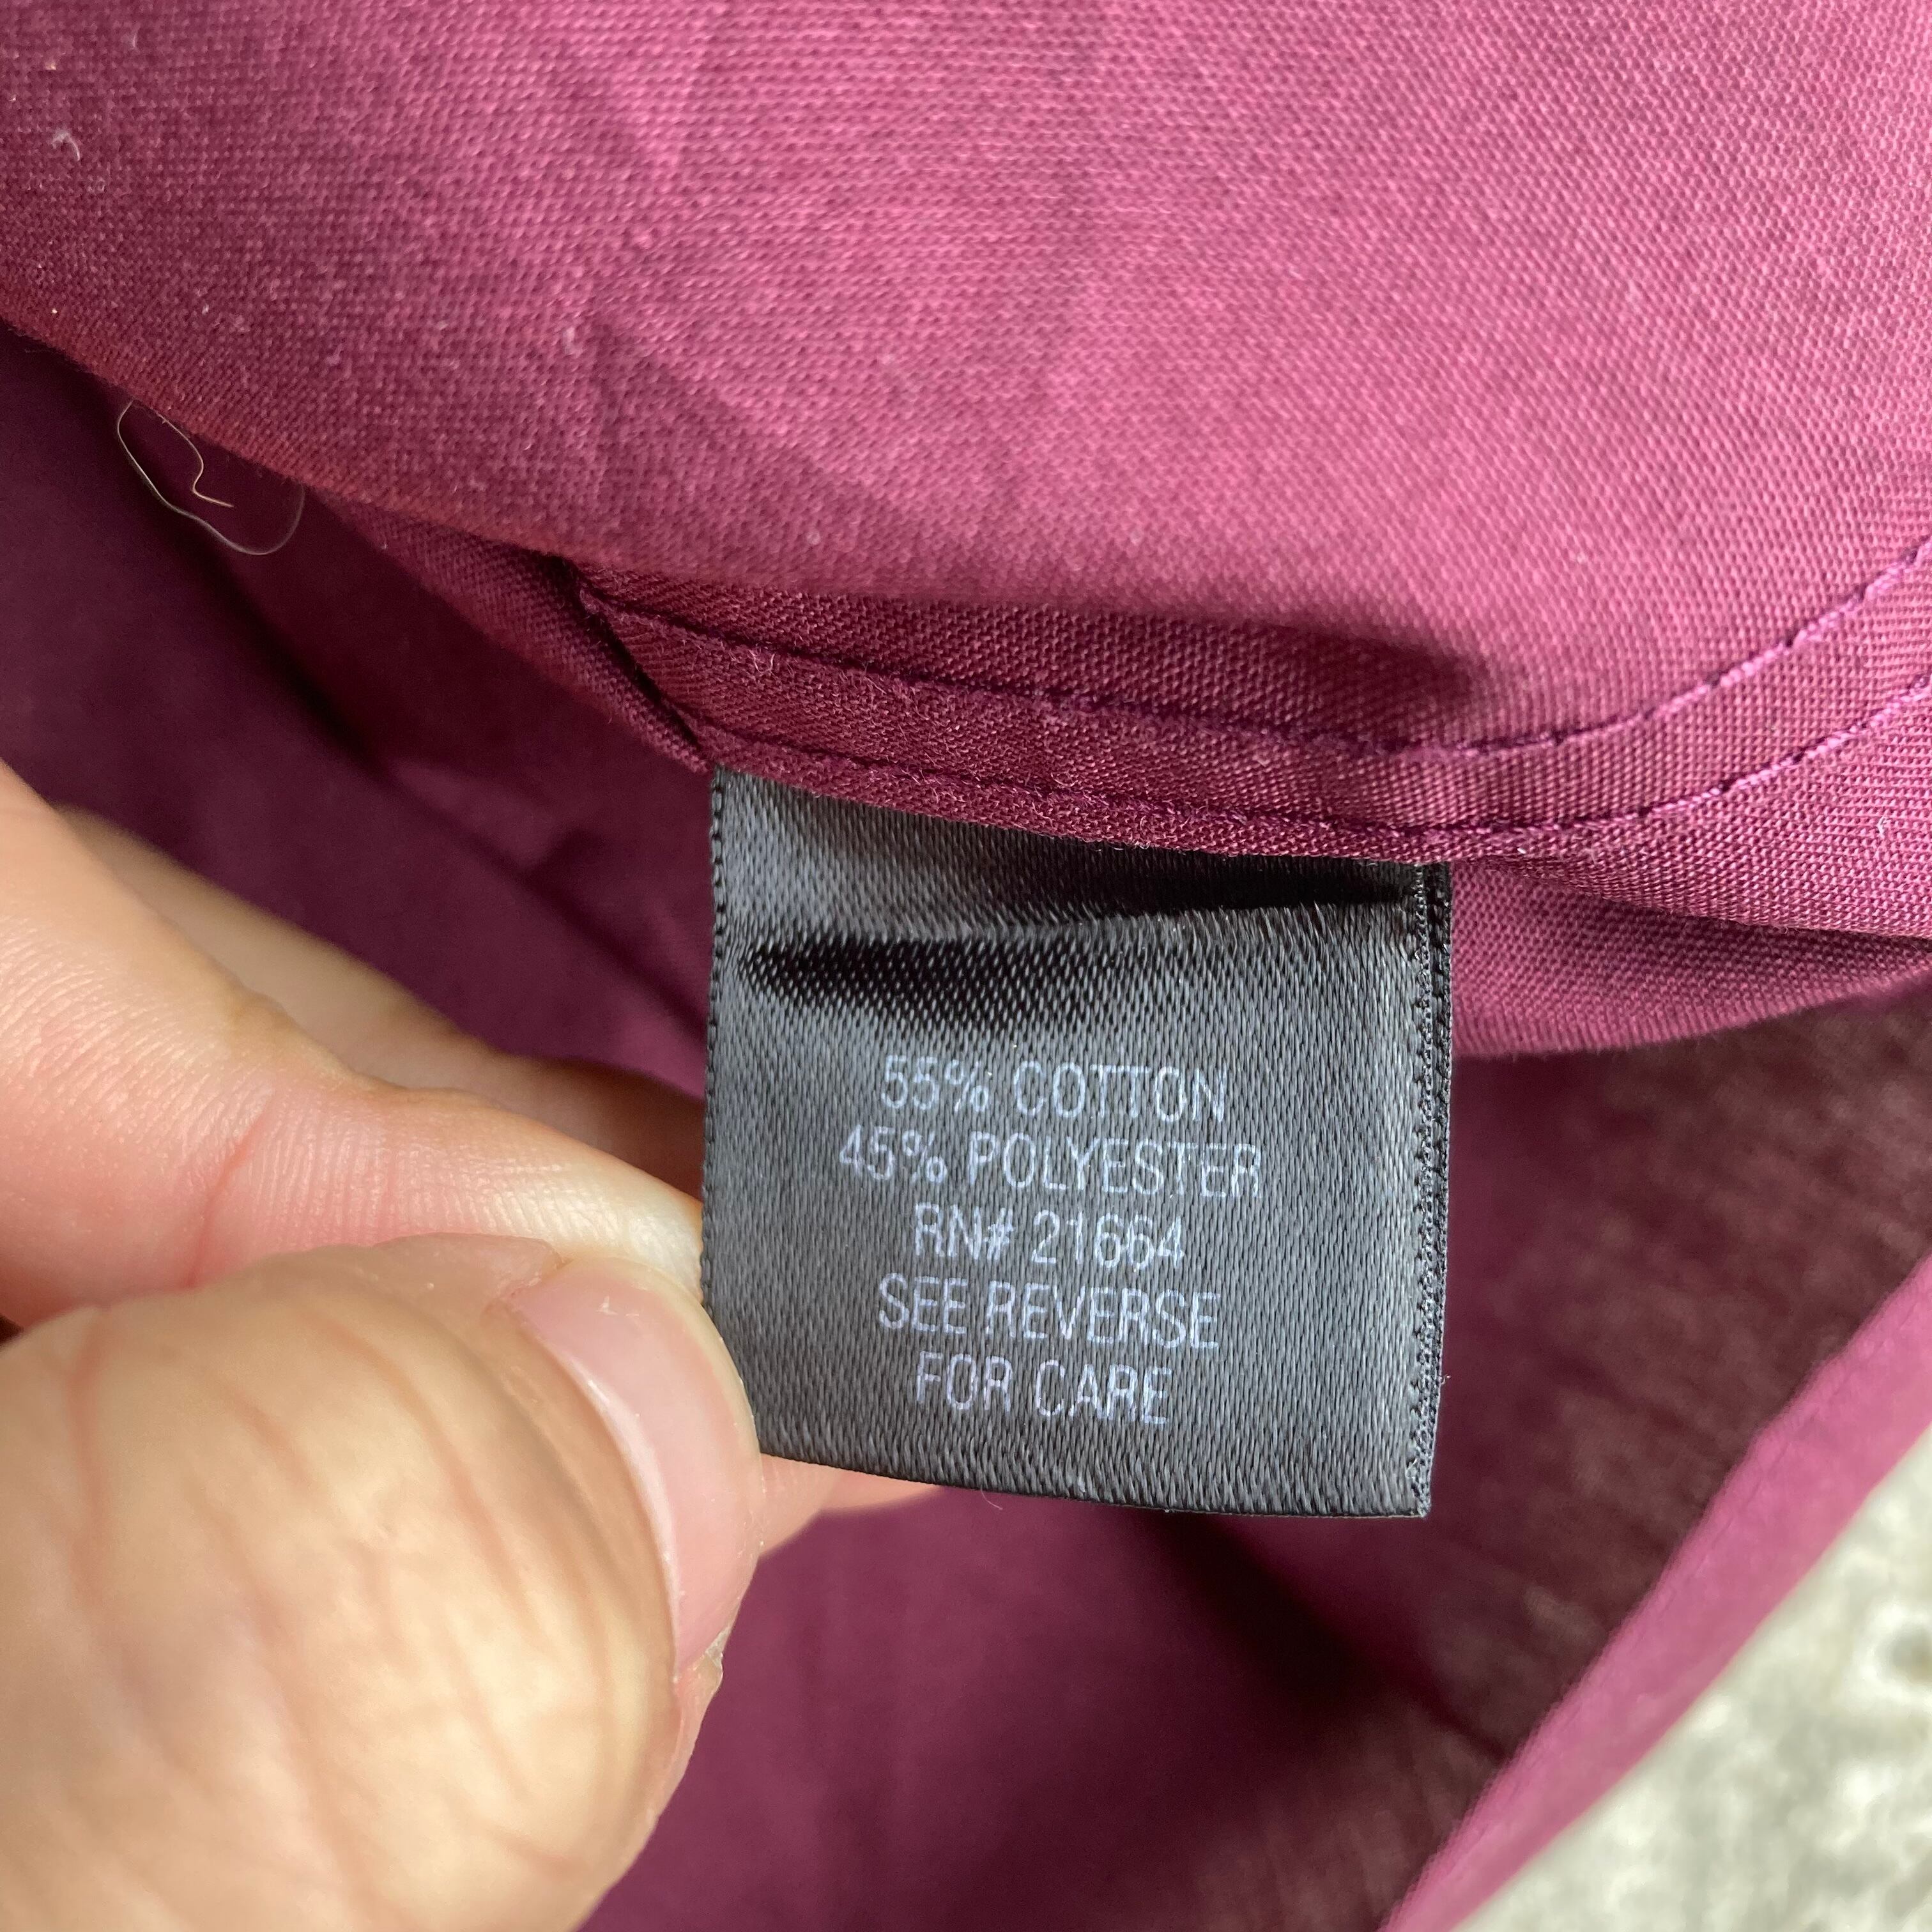 55% COTTON
45% POLYESTER
RN# 21664
SEE REVERSE
FOR CARE